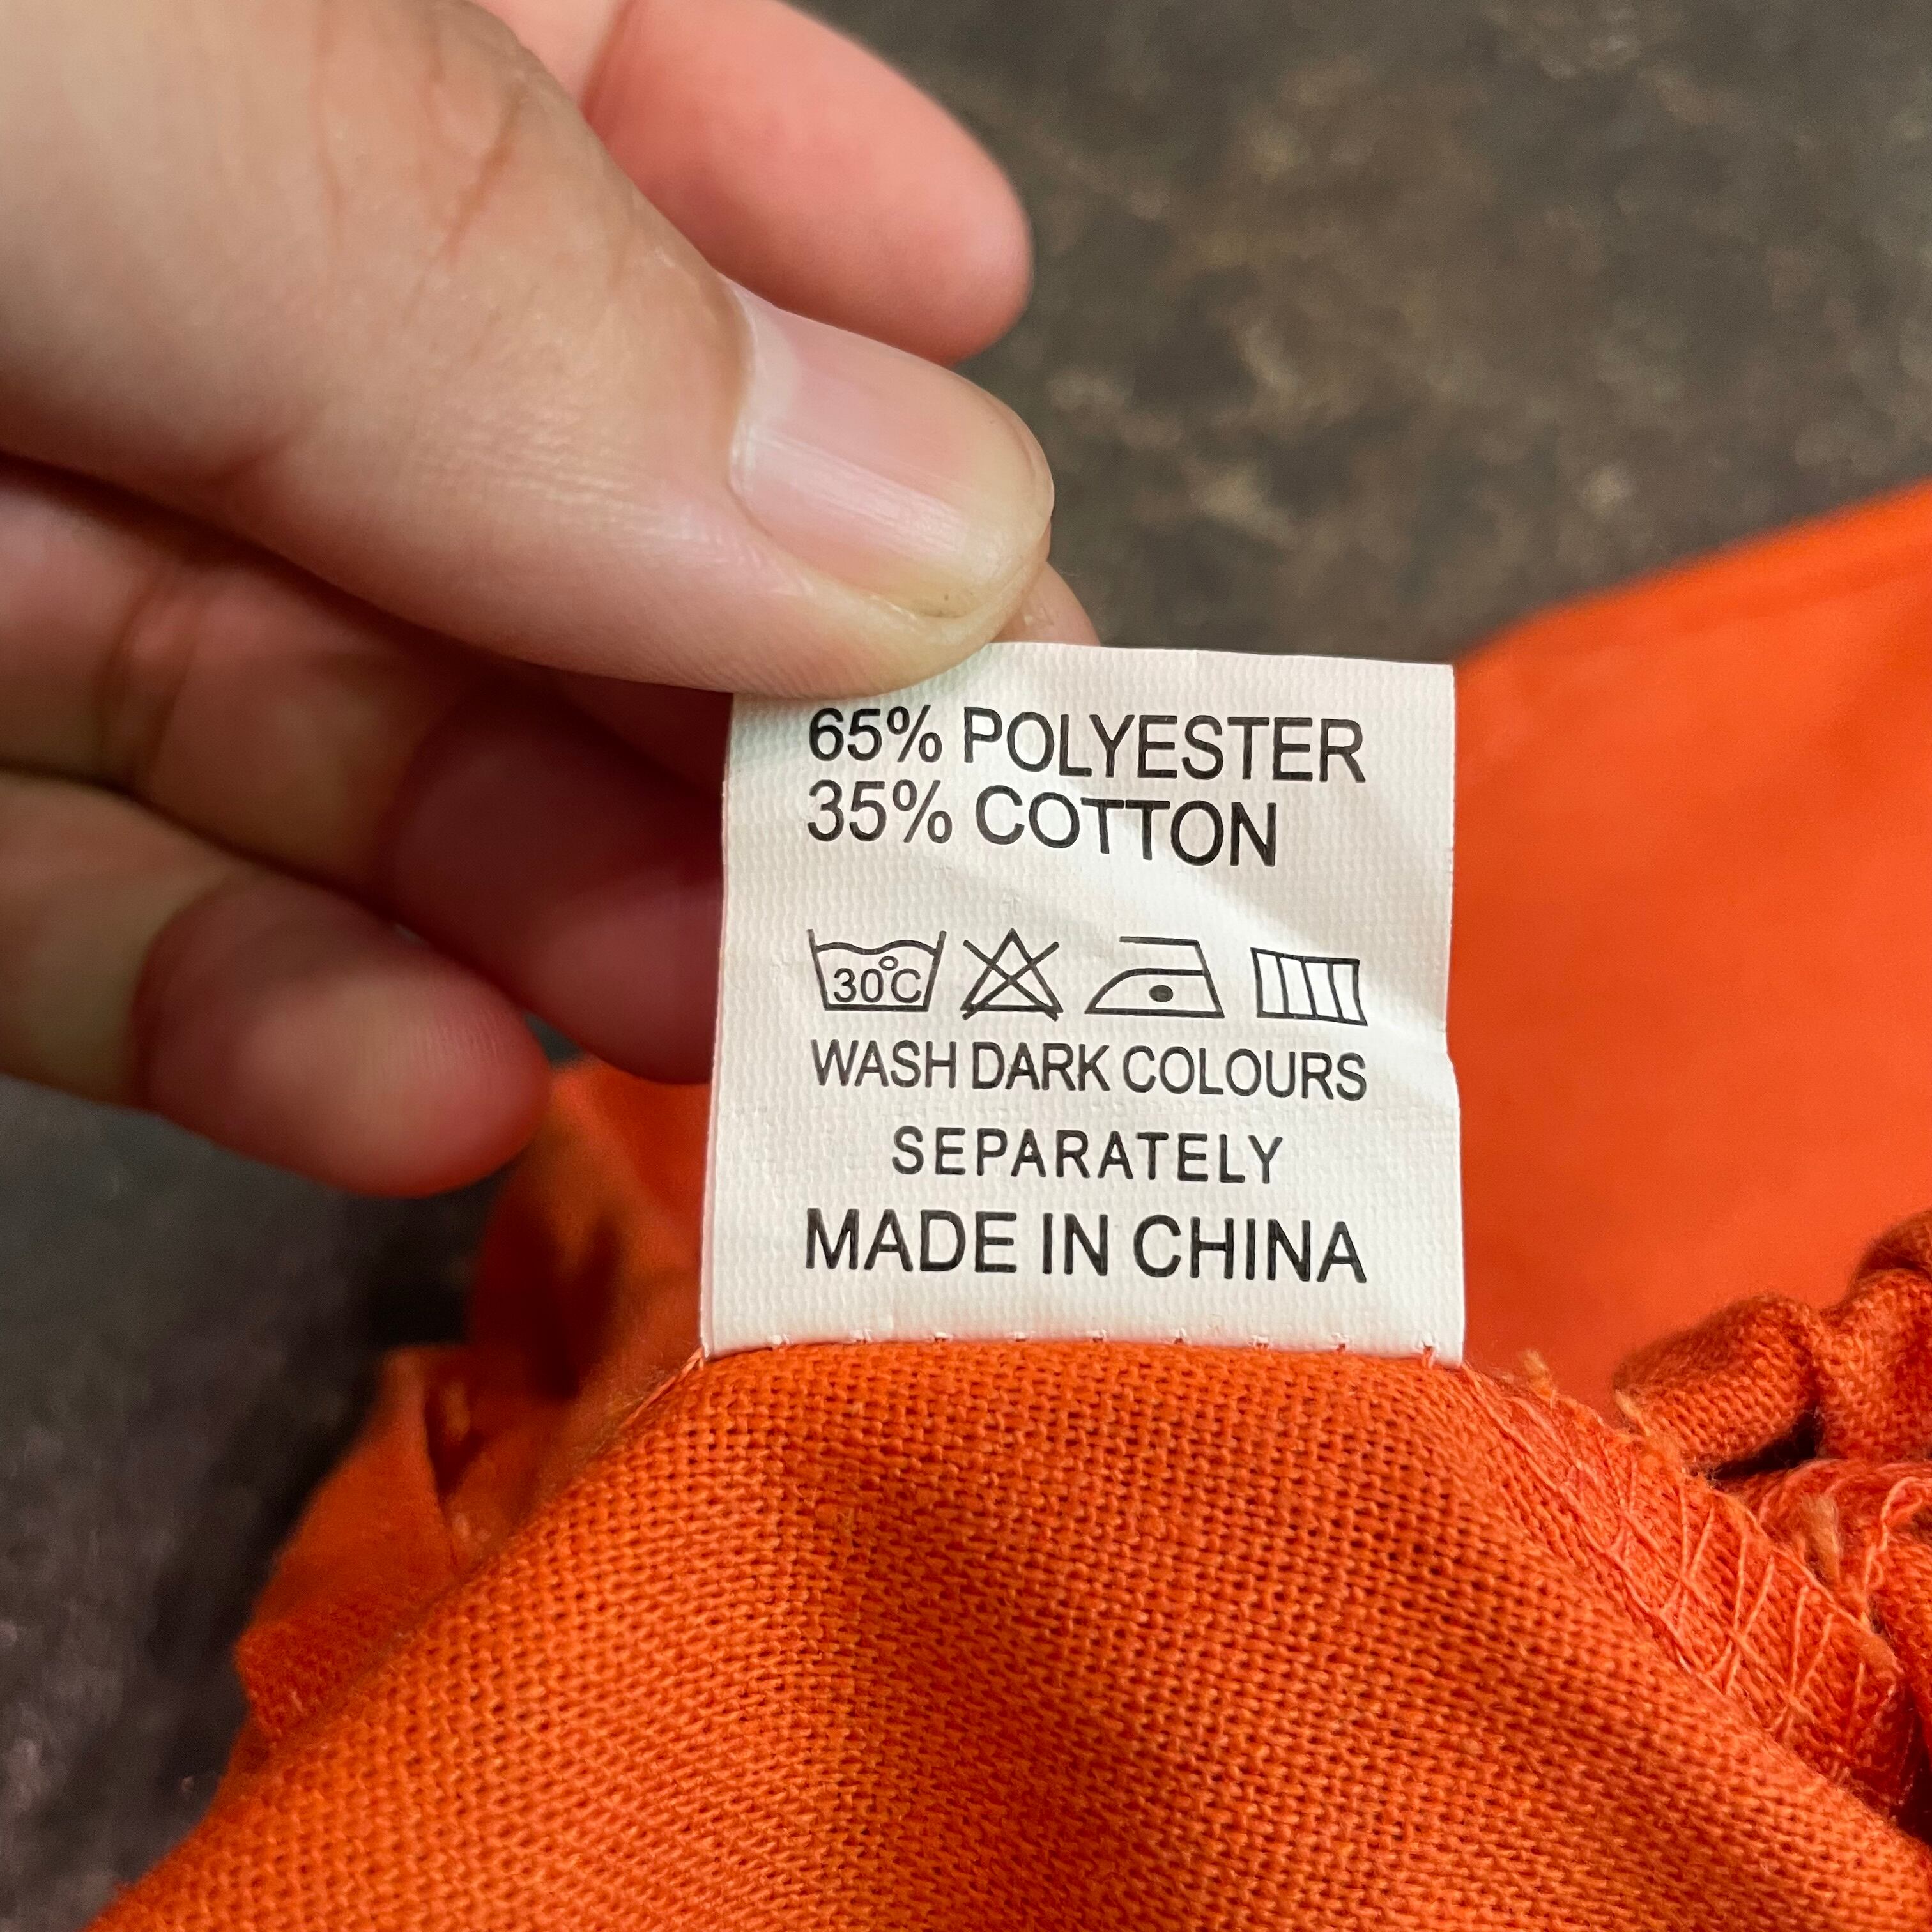 65% POLYESTER
35% COTTON
30°C
WASH DARK COLOURS
SEPARATELY
MADE IN CHINA